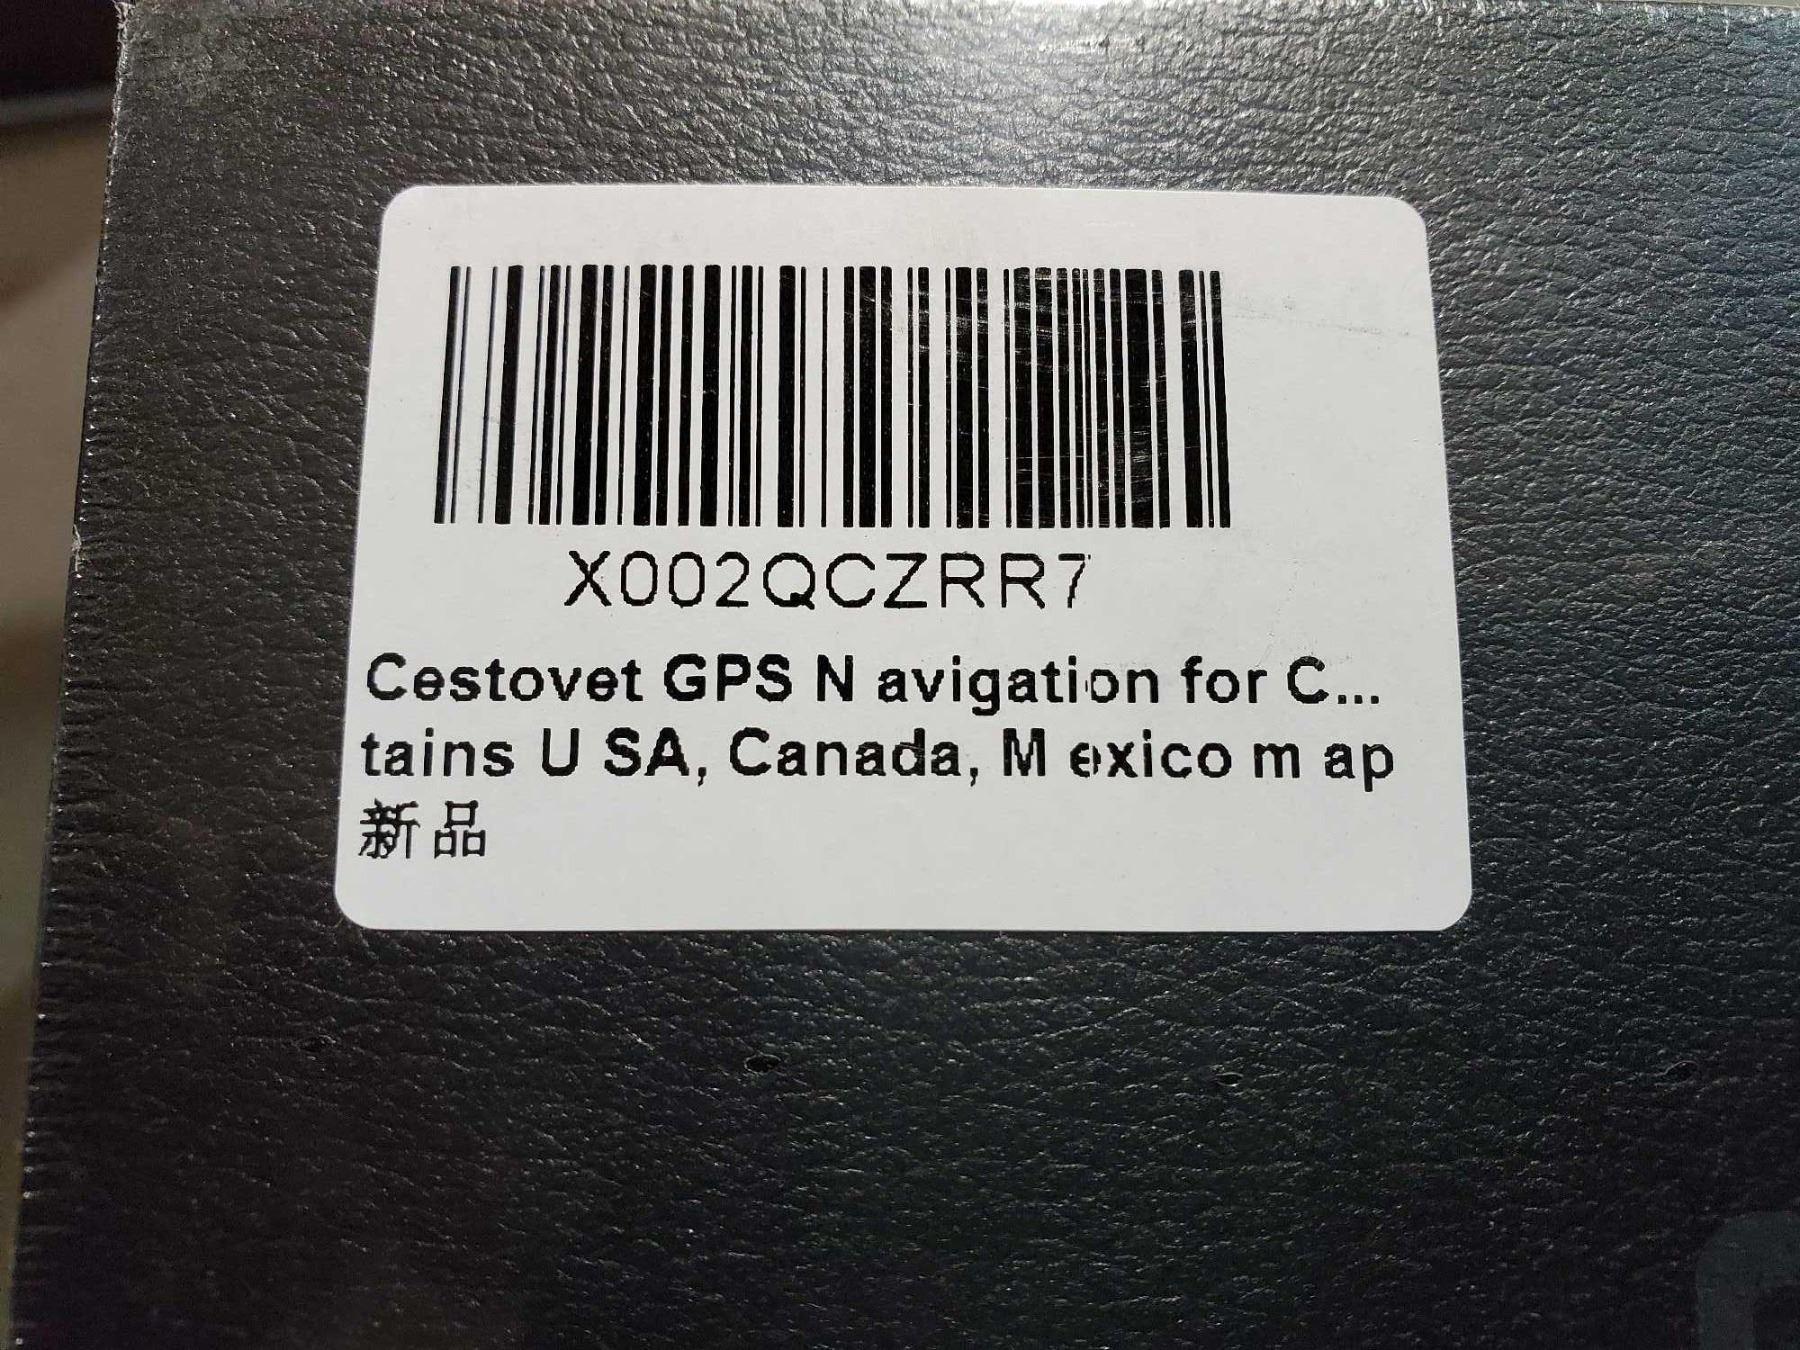 X002QCZRR7
Cestovet GPS N avigation for C...
tains U SA, Canada, M exico m ap
新品